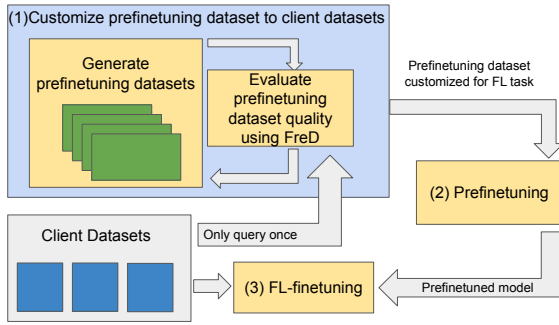 (1)Customize prefinetuning dataset to client datasets
Generate
prefinetuning datasets
Evaluate
prefinetuning
dataset quality
using FreD
Prefinetuning dataset
customized for FL task
(2) Prefinetuning
Client Datasets
Only query once
(3) FL-finetuning
Prefinetuned model